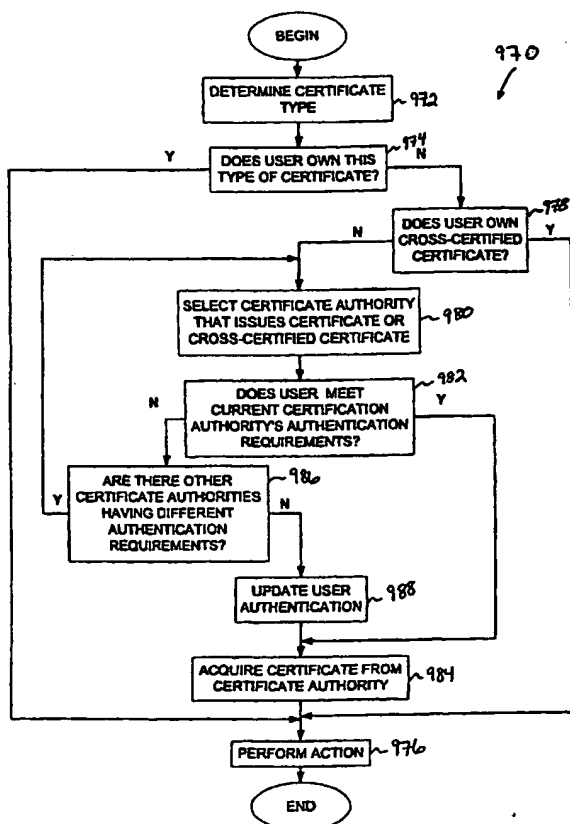 BEGIN
970
DETERMINE CERTIFICATE
TYPE
972
974
Y
DOES USER OWN THIS
TYPE OF CERTIFICATE?
N
978
DOES USER OWN
CROSS-CERTIFIED
CERTIFICATE?
N
Y
SELECT CERTIFICATE AUTHORITY
THAT ISSUES CERTIFICATE OR
CROSS-CERTIFIED CERTIFICATE
980
982
DOES USER MEET
CURRENT CERTIFICATION
AUTHORITY'S AUTHENTICATION
REQUIREMENTS?
N
Y
986
ARE THERE OTHER
CERTIFICATE AUTHORITIES
HAVING DIFFERENT
AUTHENTICATION
REQUIREMENTS?
Y
N
UPDATE USER
AUTHENTICATION
988
ACQUIRE CERTIFICATE FROM
CERTIFICATE AUTHORITY
984
PERFORM ACTION
976
END